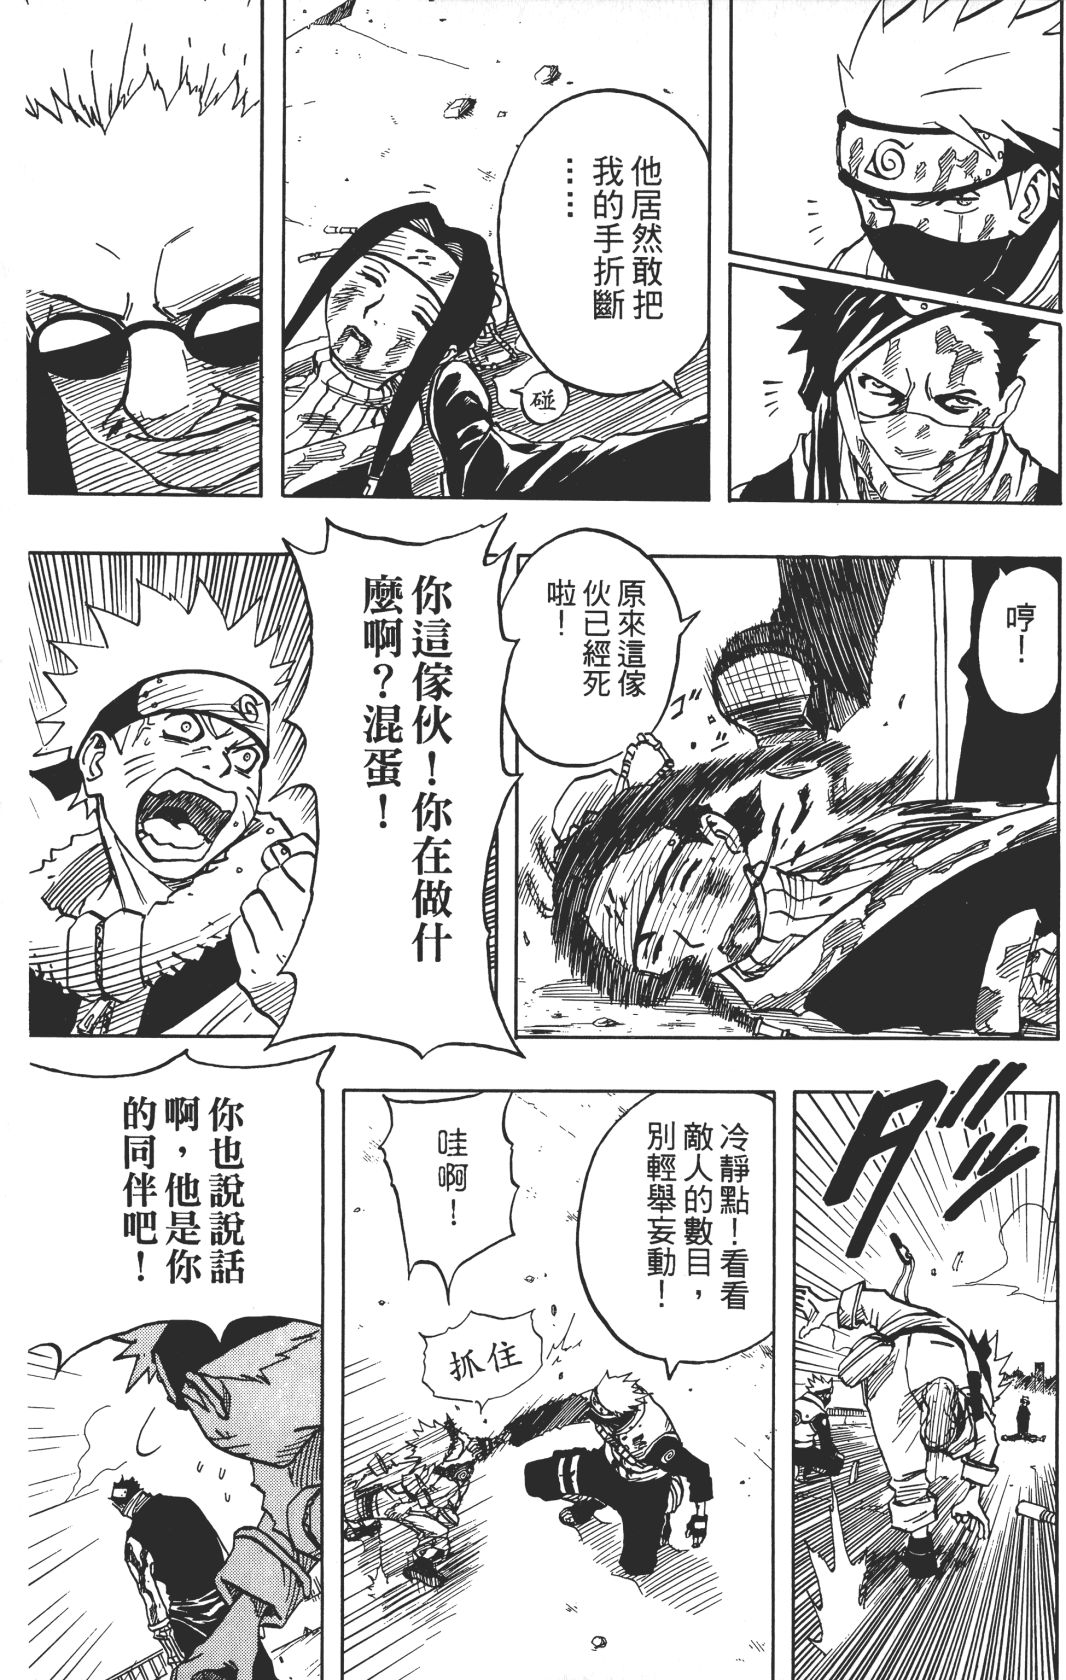 他居然敢把
我的手折斷
……
碰
哼！
原來這傢
伙已經死
啦！
你這傢伙！你在做什
麼啊？混蛋！
冷靜點！看看
敵人的數目，
別輕舉妄動！
哇啊！
抓住
你也說說話
啊，他是你
的同伴吧！